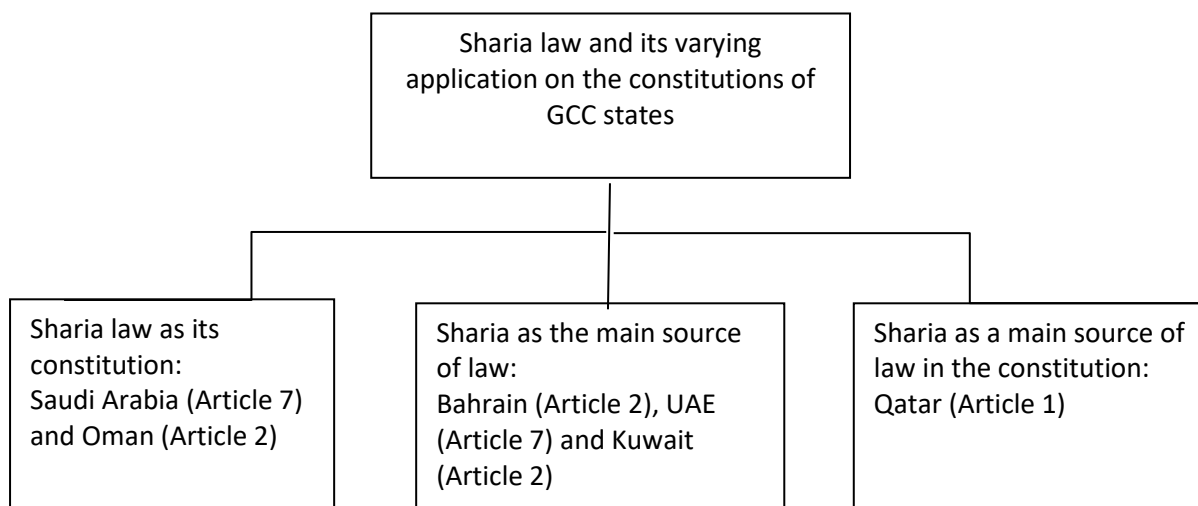 Sharia law and its varying
application on the constitutions of
GCC states
Sharia law as its
constitution:
Saudi Arabia (Article 7)
and Oman (Article 2)
Sharia as the main source
of law:
Bahrain (Article 2), UAE
(Article 7) and Kuwait
(Article 2)
Sharia as a main source of
law in the constitution:
Qatar (Article 1)